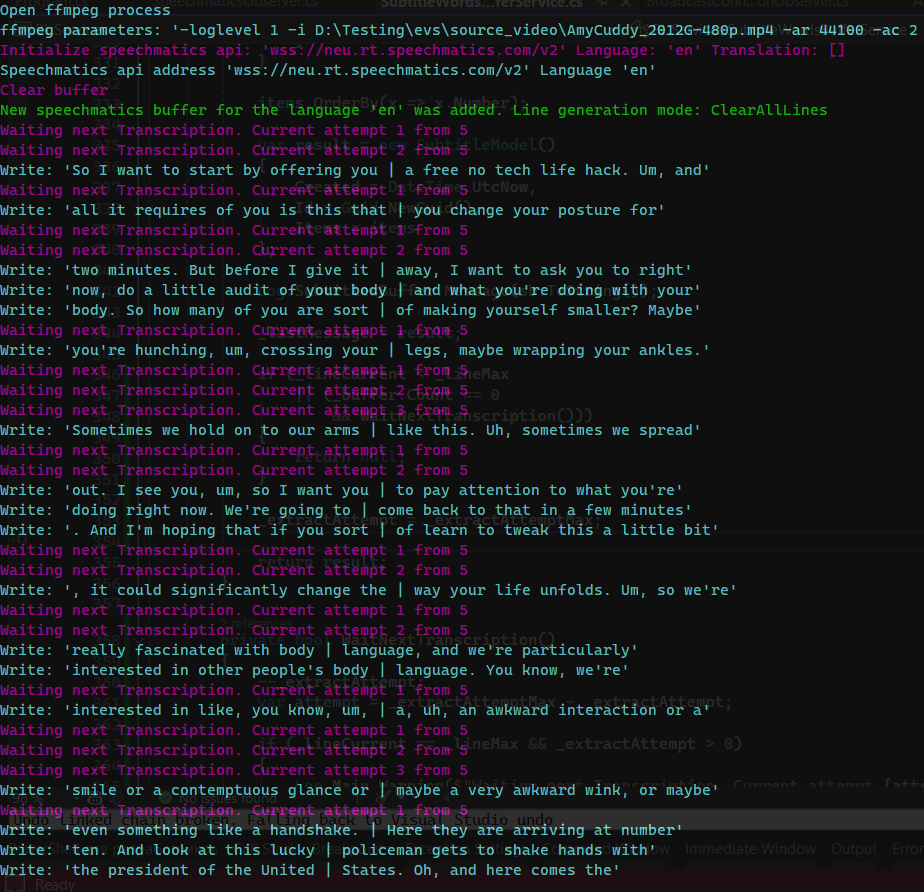 Open ffmpeg process
ffmpeg parameters: '-loglevel 1 -i D:\Testing\evs\source_video\AmyCuddy_2012G-480p.mp4 -ar 44100 -ac 2
Initialize speechmatics api: 'wss://neu.rt.speechmatics.com/v2' Language: 'en' Translation: []
Speechmatics api address 'wss://neu.rt.speechmatics.com/v2' Language 'en'
Clear buffer
New speechmatics buffer for the language 'en' was added. Line generation mode: ClearAllLines
Waiting next Transcription. Current attempt 1 from 5
Waiting next Transcription. Current attempt 2 from 5
Write: 'So I want to start by offering you | a free no tech life hack. Um, and'
Waiting next Transcription. Current attempt 1 from 5
Write: 'all it requires of you is this that | you change your posture for'
Waiting next Transcription. Current attempt 1 from 5
Waiting next Transcription. Current attempt 2 from 5
Write: 'two minutes. But before I give it | away, I want to ask you to right'
Write: 'now, do a little audit of your body | and what you're doing with your'
Write: 'body. So how many of you are sort | of making yourself smaller? Maybe'
Waiting next Transcription. Current attempt 1 from 5
Write: 'you're hunching, um, crossing your | legs, maybe wrapping your ankles.'
Waiting next Transcription. Current attempt 1 from 5
Waiting next Transcription. Current attempt 2 from 5
Waiting next Transcription. Current attempt 3 from 5
Write: 'Sometimes we hold on to our arms | like this. Uh, sometimes we spread'
Waiting next Transcription. Current attempt 1 from 5
Waiting next Transcription. Current attempt 2 from 5
Write: 'out. I see you, um, so I want you | to pay attention to what you're'
Write: 'doing right now. We're going to | come back to that in a few minutes'
Write: '. And I'm hoping that if you sort | of learn to tweak this a little bit'
Waiting next Transcription. Current attempt 1 from 5
Waiting next Transcription. Current attempt 2 from 5
Write: ', it could significantly change the | way your life unfolds. Um, so we're'
Waiting next Transcription. Current attempt 1 from 5
Waiting next Transcription. Current attempt 2 from 5
Write: 'really fascinated with body | language, and we're particularly'
Write: 'interested in other people's body | language. You know, we're'
Waiting next Transcription. Current attempt 1 from 5
Write: 'interested in like, you know, um, | a, uh, an awkward interaction or a'
Waiting next Transcription. Current attempt 1 from 5
Waiting next Transcription. Current attempt 2 from 5
Waiting next Transcription. Current attempt 3 from 5
Write: 'smile or a contemptuous glance or | maybe a very awkward wink, or maybe'
Waiting next Transcription. Current attempt 1 from 5
Write: 'even something like a handshake. | Here they are arriving at number'
Write: 'ten. And look at this lucky | policeman gets to shake hands with'
Write: 'the president of the United | States. Oh, and here comes the'
Ready